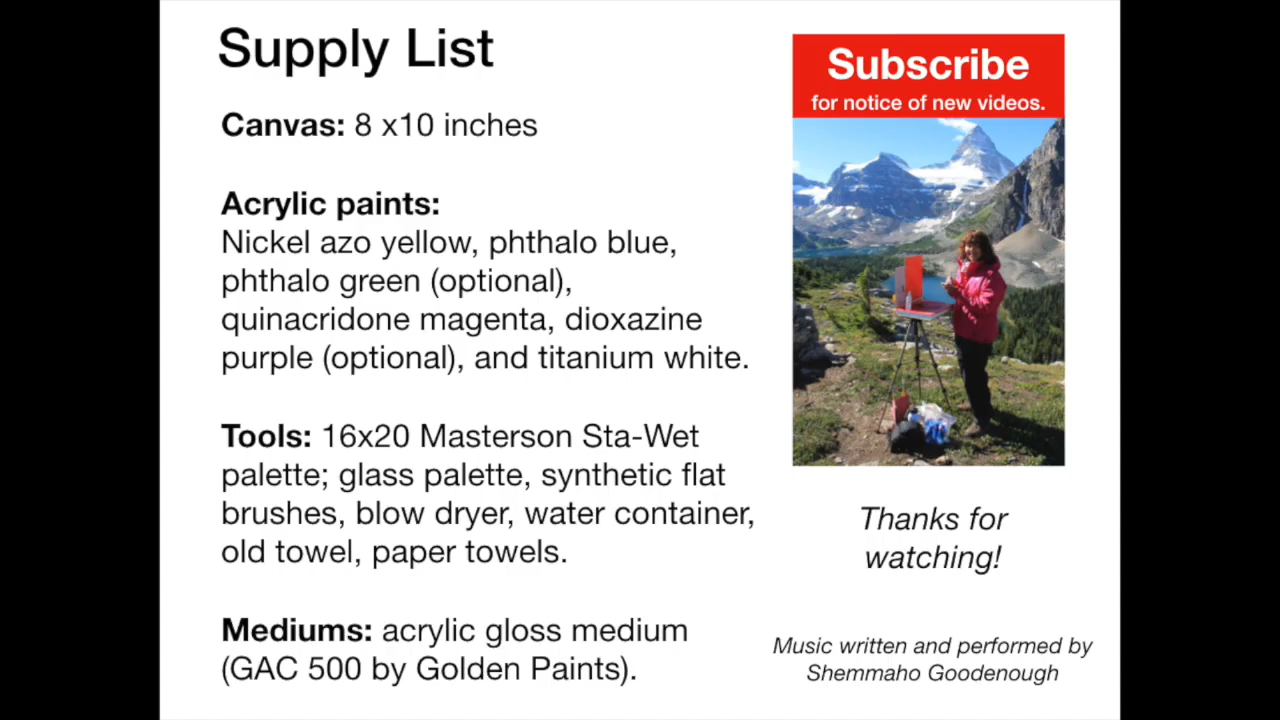 Supply List
Canvas: 8 x10 inches
Acrylic paints:
Nickel azo yellow, phthalo blue,
phthalo green (optional),
quinacridone magenta, dioxazine
purple (optional), and titanium white.
Tools: 16x20 Masterson Sta-Wet
palette; glass palette, synthetic flat
brushes, blow dryer, water container,
old towel, paper towels.
Mediums: acrylic gloss medium
(GAC 500 by Golden Paints).
Subscribe
for notice of new videos.
Thanks for
watching!
Music written and performed by
Shemmaho Goodenough